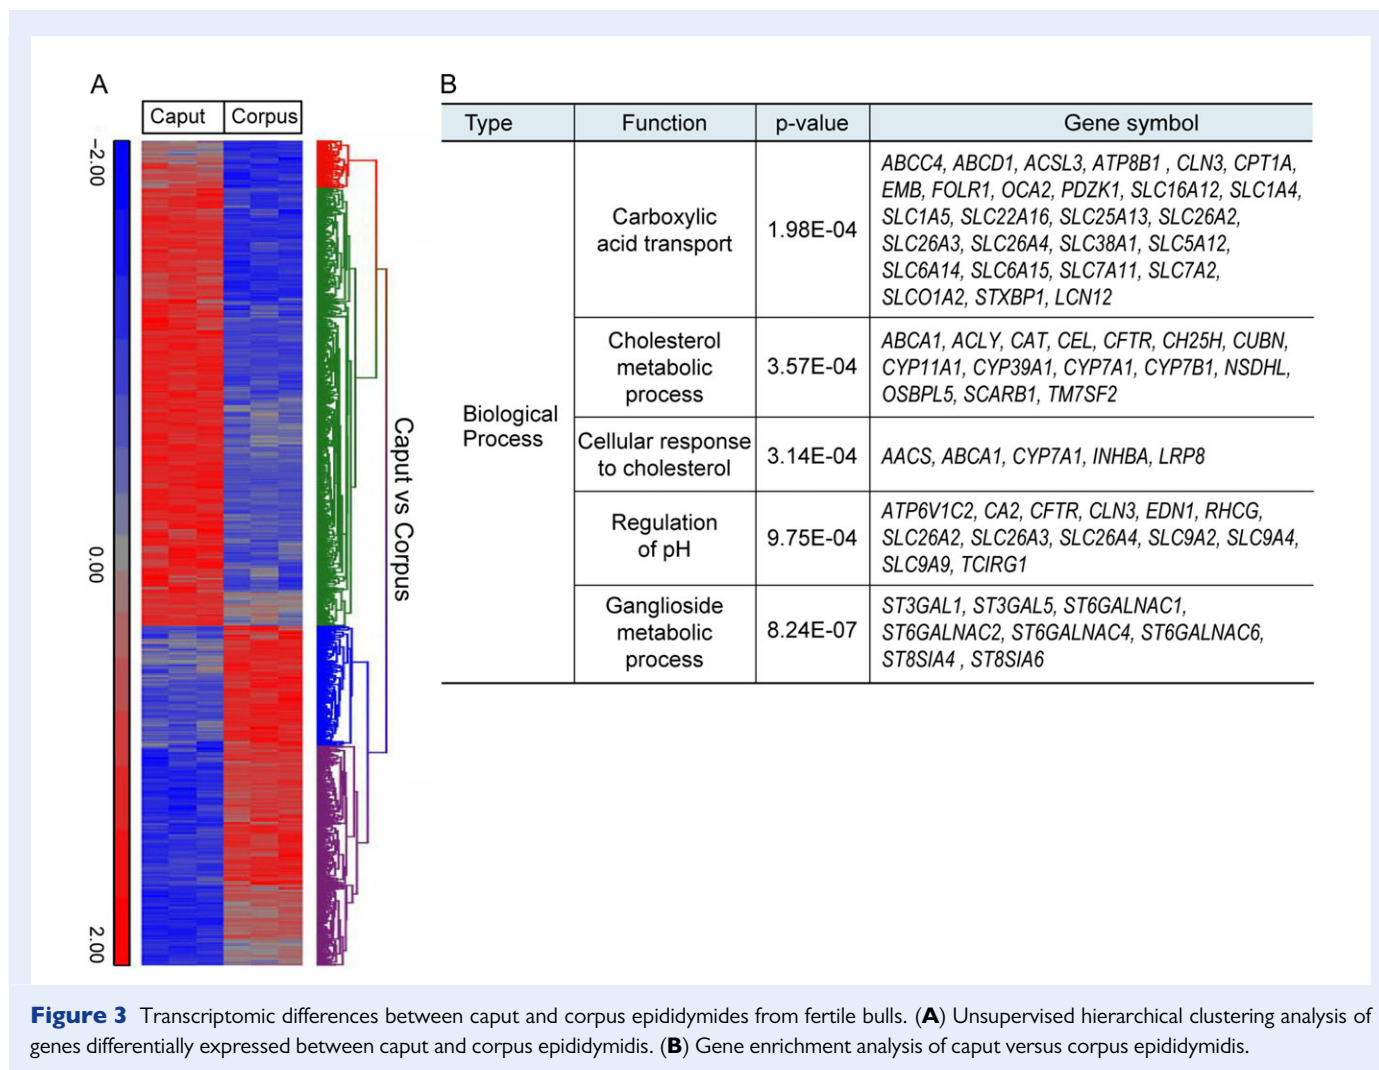 A
Caput
Corpus
-2.00
0.00
2.00
Caput vs Corpus
B
Type
Function
p-value
Gene symbol
Biological
Process
Carboxylic
acid transport
1.98E-04
ABCC4, ABCD1, ACSL3, ATP8B1 , CLN3, CPT1A,
EMB, FOLR1, OCA2, PDZK1, SLC16A12, SLC1A4,
SLC1A5, SLC22A16, SLC25A13, SLC26A2,
SLC26A3, SLC26A4, SLC38A1, SLC5A12,
SLC6A14, SLC6A15, SLC7A11, SLC7A2,
SLCO1A2, STXBP1, LCN12
Cholesterol
metabolic
process
3.57E-04
ABCA1, ACLY, CAT, CEL, CFTR, CH25H, CUBN,
CYP11A1, CYP39A1, CYP7A1, CYP7B1, NSDHL,
OSBPL5, SCARB1, TM7SF2
Cellular response
to cholesterol
3.14E-04
AACS, ABCA1, CYP7A1, INHBA, LRP8
Regulation
of pH
9.75E-04
ATP6V1C2, CA2, CFTR, CLN3, EDN1, RHCG,
SLC26A2, SLC26A3, SLC26A4, SLC9A2, SLC9A4,
SLC9A9, TCIRG1
Ganglioside
metabolic
process
8.24E-07
ST3GAL1, ST3GAL5, ST6GALNAC1,
ST6GALNAC2, ST6GALNAC4, ST6GALNAC6,
ST8SIA4 , ST8SIA6
Figure 3 Transcriptomic differences between caput and corpus epididymides from fertile bulls. (A) Unsupervised hierarchical clustering analysis of
genes differentially expressed between caput and corpus epididymidis. (B) Gene enrichment analysis of caput versus corpus epididymidis.